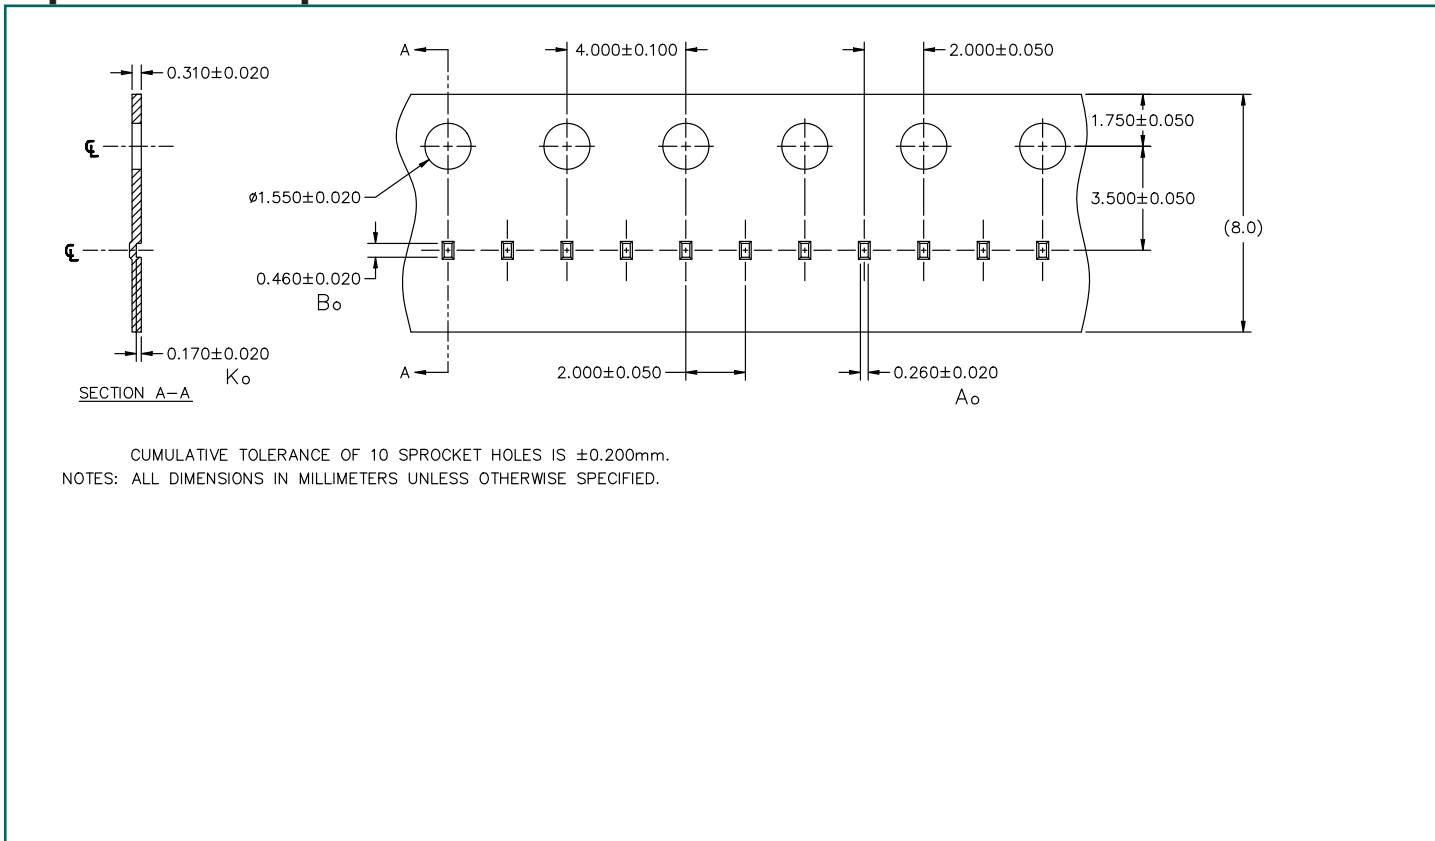 A
4.000±0.100
2.000±0.050
0.310±0.020
1.750±0.050
℄
ø1.550±0.020
3.500±0.050
(8.0)
℄
0.460±0.020
Bo
0.170±0.020
Ko
A
2.000±0.050
0.260±0.020
Ao
SECTION A-A
CUMULATIVE TOLERANCE OF 10 SPROCKET HOLES IS ±0.200mm.
NOTES: ALL DIMENSIONS IN MILLIMETERS UNLESS OTHERWISE SPECIFIED.